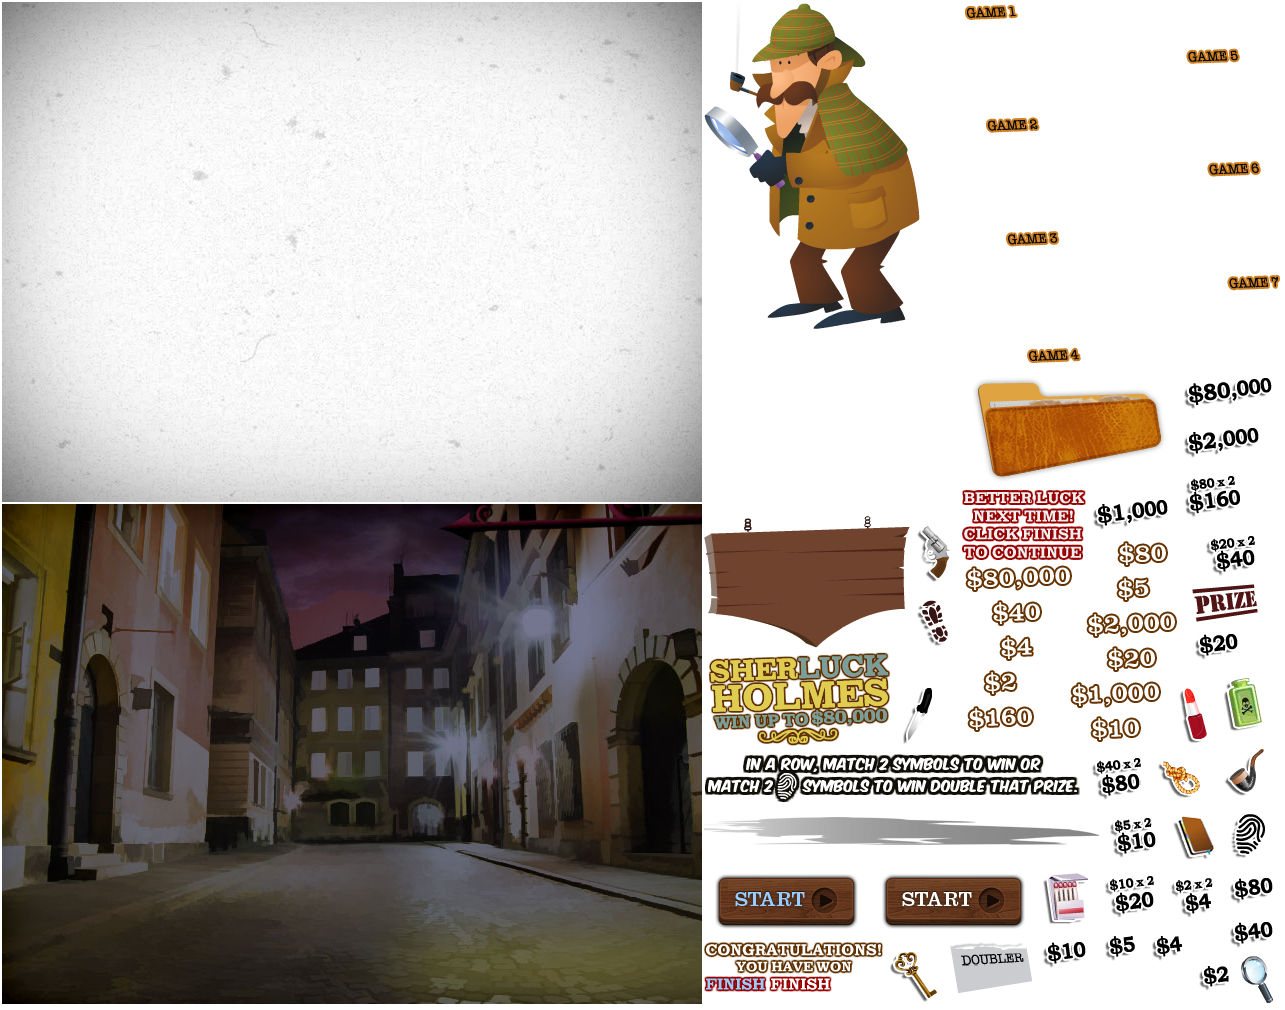 GAME 1
GAME 5
GAME 2
GAME 6
GAME 3
GAME 7
GAME 4
$80,000
$2,000
$80 x 2
$160
BETTER LUCK
NEXT TIME!
CLICK FINISH
TO CONTINUE
$1,000
$80
$20 x 2
$40
$80,000
$5
PRIZE
$40
$2,000
$20
$4
$20
$2
$1,000
$160
$10
SHERLUCK
HOLMES
WIN UP TO $80,000
IN A ROW, MATCH 2 SYMBOLS TO WIN OR
MATCH 2 SYMBOLS TO WIN DOUBLE THAT PRIZE.
$40 x 2
$80
$5 x 2
$10
START
START
$10 x 2
$20
$2 x 2
$4
$80
CONGRATULATIONS!
YOU HAVE WON
FINISH FINISH
DOUBLER
$10
$5
$4
$40
$2